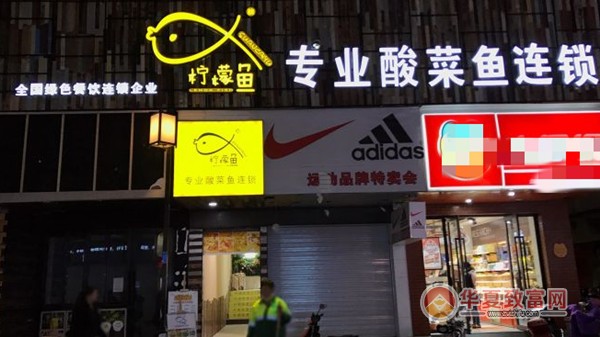 柠檬鱼
专业酸菜鱼连锁
全国绿色餐饮连锁企业
柠檬鱼
专业酸菜鱼连锁
adidas
品牌特卖会
adidas
华夏致富网